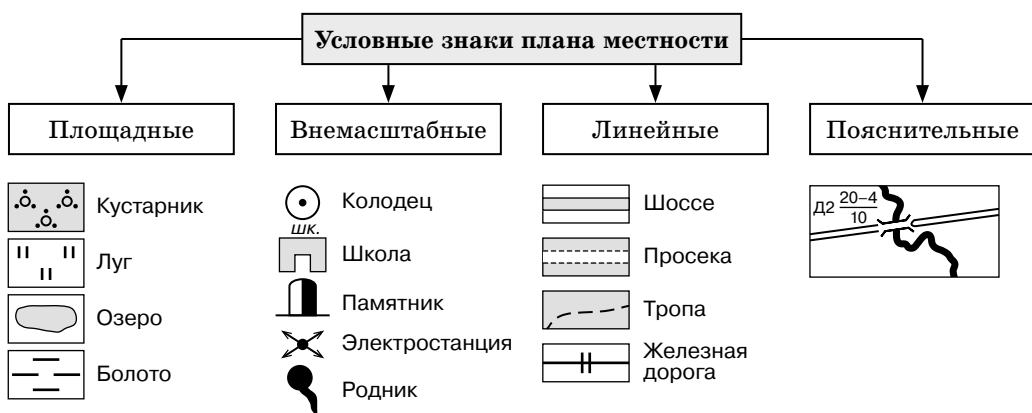 Условные знаки плана местности
Площадные
Внемасштабные
Линейные
Пояснительные
Кустарник
Луг
Озеро
Болото
Колодец
шк.
Школа
Памятник
Электростанция
Родник
Шоссе
Просека
Тропа
Железная
дорога
Д2 20–4
10